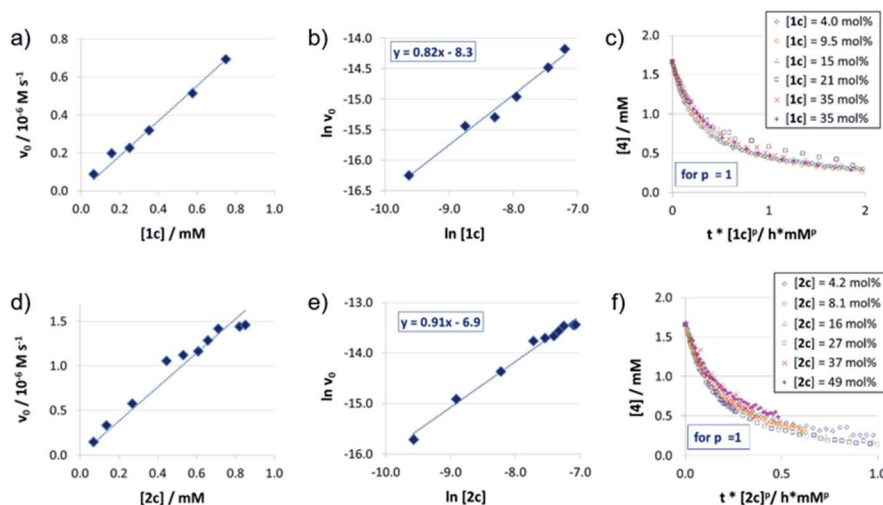 a)
v₀ / 10⁻⁶ M s⁻¹
0.8
0.6
0.4
0.2
0.0
0.0 0.2 0.4 0.6 0.8 1.0
[1c] / mM
b)
y = 0.82x - 8.3
ln v₀
-14.0
-14.5
-15.0
-15.5
-16.0
-16.5
-10.0 -9.0 -8.0 -7.0
ln [1c]
c)
[1c] = 4.0 mol%
[1c] = 9.5 mol%
[1c] = 15 mol%
[1c] = 21 mol%
[1c] = 35 mol%
[1c] = 35 mol%
[4] / mM
2.0
1.5
1.0
0.5
0.0
for p = 1
0 1 2
t * [1c]ᵖ/ h*mMᵖ
d)
v₀ / 10⁻⁶ M s⁻¹
1.5
1.0
0.5
0.0
0.0 0.2 0.4 0.6 0.8 1.0
[2c] / mM
e)
y = 0.91x - 6.9
ln v₀
-13.0
-14.0
-15.0
-16.0
-10.0 -9.0 -8.0 -7.0
ln [2c]
f)
[2c] = 4.2 mol%
[2c] = 8.1 mol%
[2c] = 16 mol%
[2c] = 27 mol%
[2c] = 37 mol%
[2c] = 49 mol%
[4] / mM
2.0
1.5
1.0
0.5
0.0
for p =1
0.0 0.5 1.0
t * [2c]ᵖ/ h*mMᵖ